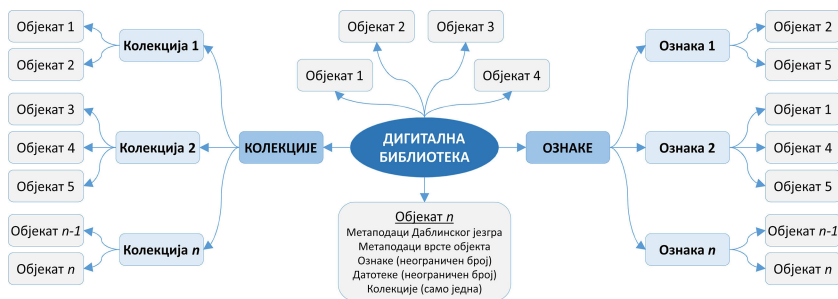 Објекат 1
Објекат 2
Колекција 1
Објекат 3
Објекат 4
Објекат 5
Колекција 2
Објекат n-1
Објекат n
Колекција n
КОЛЕКЦИЈЕ
Објекат 1
Објекат 2
Објекат 3
Објекат 4
ДИГИТАЛНА
БИБЛИОТЕКА
Објекат n
Метаподаци Даблинског језгра
Метаподаци врсте објекта
Ознаке (неограничен број)
Датотеке (неограничен број)
Колекције (само једна)
ОЗНАКЕ
Ознака 1
Објекат 2
Објекат 5
Ознака 2
Објекат 1
Објекат 4
Објекат 5
Ознака n
Објекат n-1
Објекат n